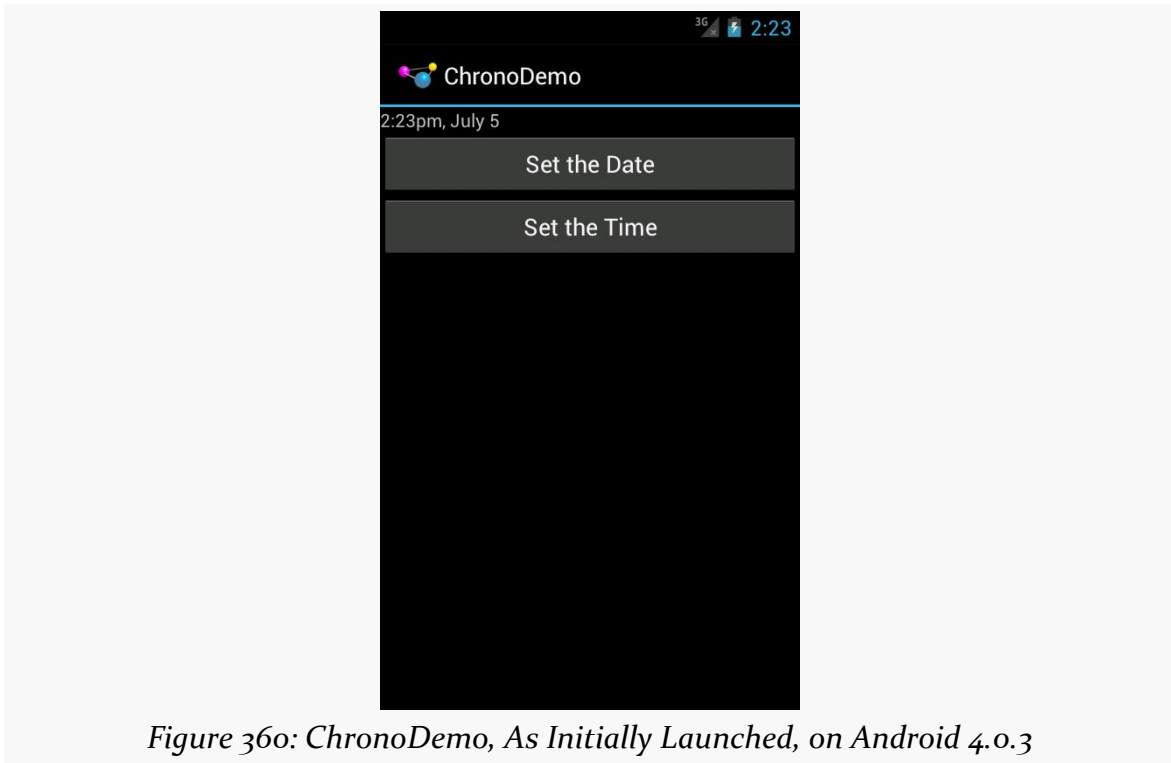 3G 2:23
ChronoDemo
2:23pm, July 5
Set the Date
Set the Time
Figure 360: ChronoDemo, As Initially Launched, on Android 4.0.3